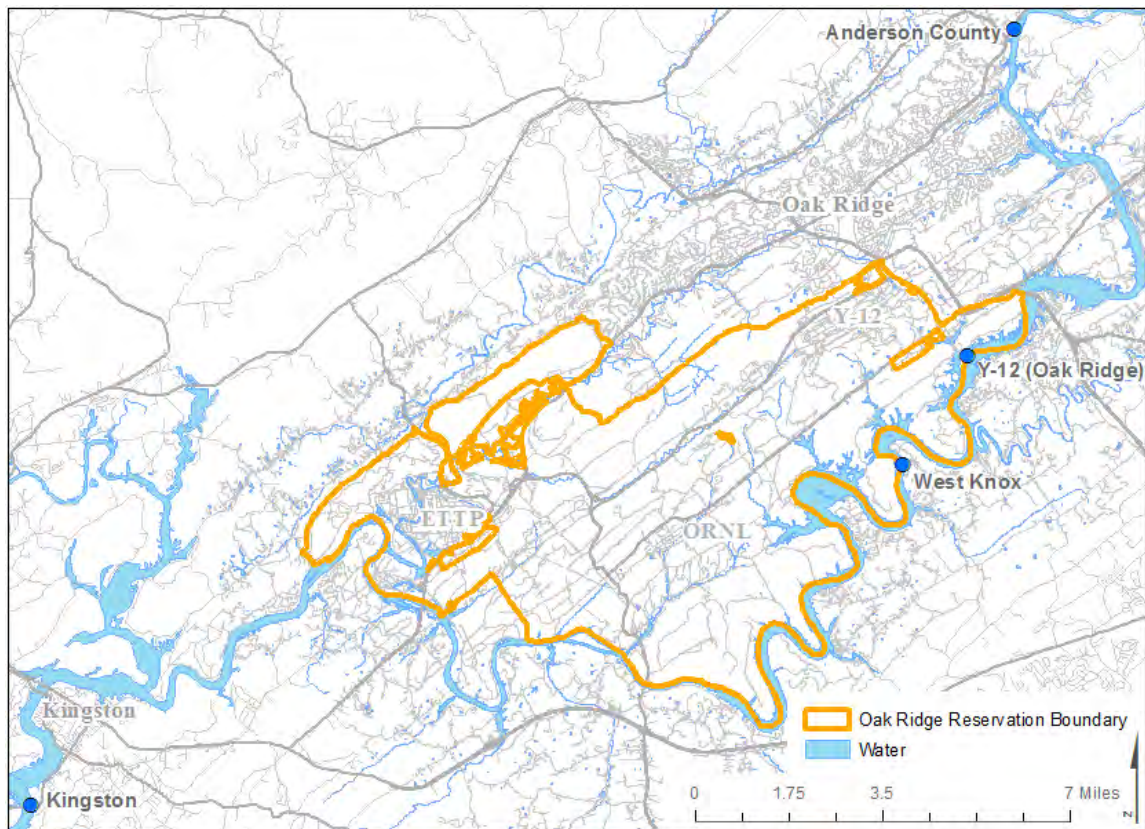 Anderson County
Oak Ridge
Y-12
Y-12 (Oak Ridge)
West Knox
ETTP
ORNL
Kingston
Oak Ridge Reservation Boundary
Water
Kingston
0 1.75 3.5 7 Miles
N